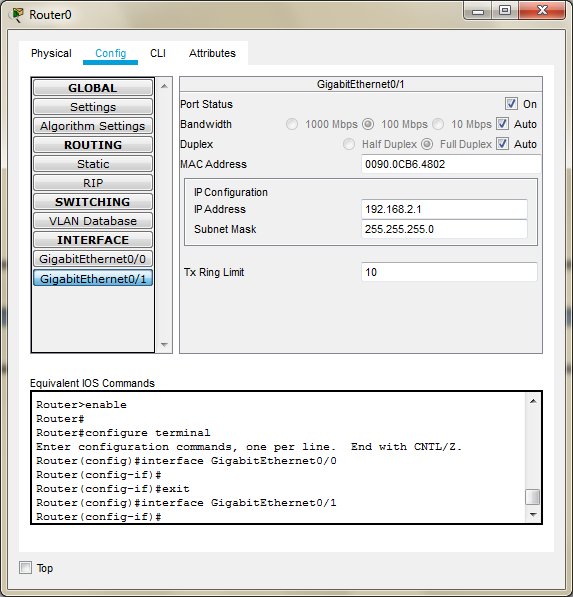 Router0
Physical Config CLI Attributes
GLOBAL
Settings
Algorithm Settings
ROUTING
Static
RIP
SWITCHING
VLAN Database
INTERFACE
GigabitEthernet0/0
GigabitEthernet0/1
GigabitEthernet0/1
Port Status On
Bandwidth 1000 Mbps 100 Mbps 10 Mbps Auto
Duplex Half Duplex Full Duplex Auto
MAC Address 0090.0CB6.4802
IP Configuration
IP Address 192.168.2.1
Subnet Mask 255.255.255.0
Tx Ring Limit 10
Equivalent IOS Commands
Router>enable
Router#
Router#configure terminal
Enter configuration commands, one per line. End with CNTL/Z.
Router(config)#interface GigabitEthernet0/0
Router(config-if)#
Router(config-if)#exit
Router(config)#interface GigabitEthernet0/1
Router(config-if)#
Top